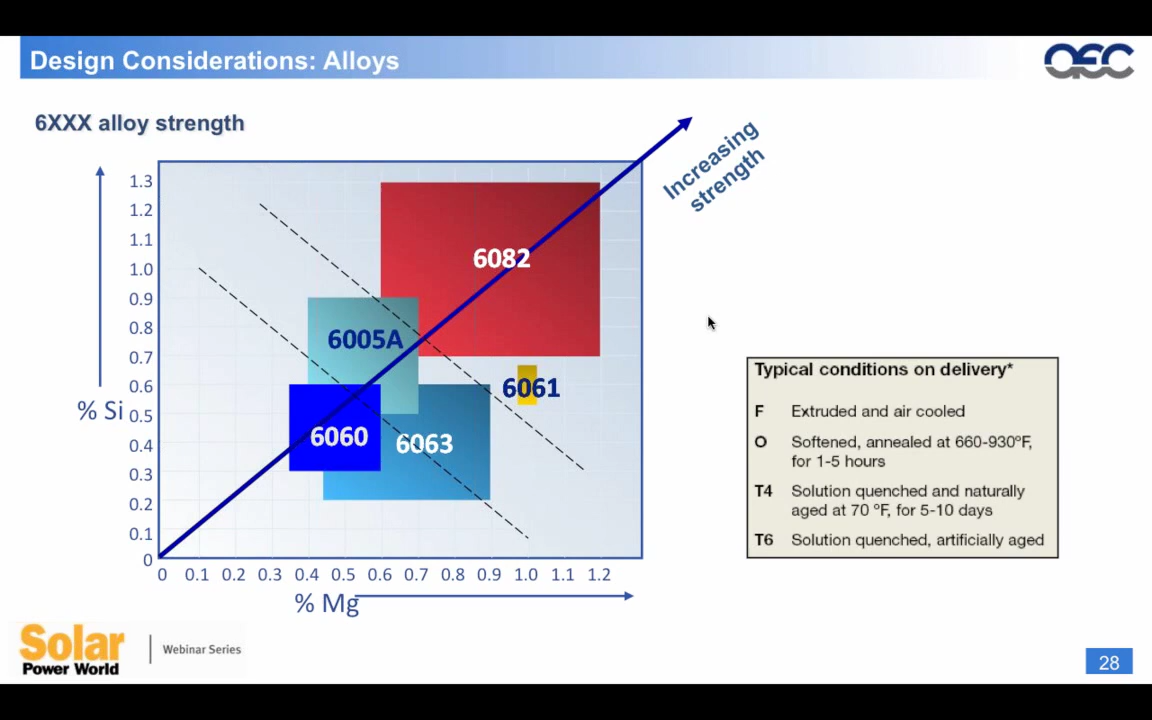 Design Considerations: Alloys
aec
6XXX alloy strength
Increasing
strength
1.3
1.2
1.1
1.0
0.9
0.8
0.7
0.6
0.5
0.4
0.3
0.2
0.1
0
% Si
6082
6005A
6061
6060
6063
0 0.1 0.2 0.3 0.4 0.5 0.6 0.7 0.8 0.9 1.0 1.1 1.2
% Mg
Typical conditions on delivery*
F Extruded and air cooled
O Softened, annealed at 660-930ºF,
for 1-5 hours
T4 Solution quenched and naturally
aged at 70 ºF, for 5-10 days
T6 Solution quenched, artificially aged
Solar
Power World
Webinar Series
28